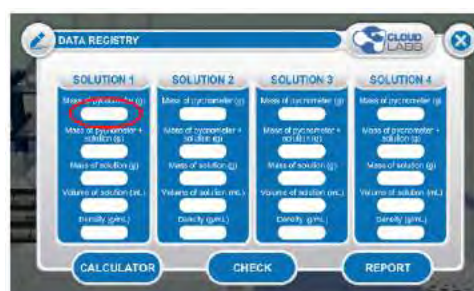 DATA REGISTRY
CLOUD
LABS
SOLUTION 1
SOLUTION 2
SOLUTION 3
SOLUTION 4
Mass of pycnometer (g)
Mass of pycnometer (g)
Mass of pycnometer (g)
Mass of pycnometer (g)
Mass of pycnometer +
solution (g)
Mass of pycnometer +
solution (g)
Mass of pycnometer +
solution (g)
Mass of pycnometer +
solution (g)
Mass of solution (g)
Mass of solution (g)
Mass of solution (g)
Mass of solution (g)
Volume of solution (mL)
Volume of solution (mL)
Volume of solution (mL)
Volume of solution (mL)
Density (g/mL)
Density (g/mL)
Density (g/mL)
Density (g/mL)
CALCULATOR
CHECK
REPORT